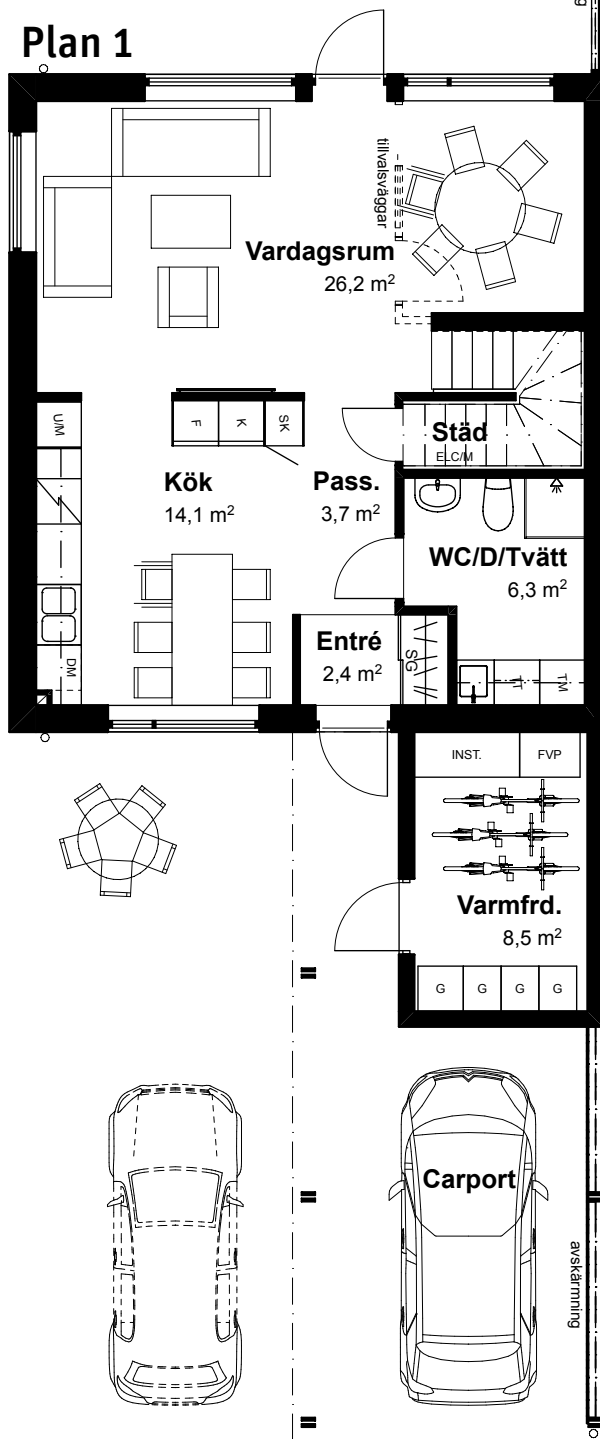 Plan 1
tillvalsväggar
Vardagsrum
26,2 m²
U/M
F
K
SK
Städ
ELC/M
Kök
14,1 m²
Pass.
3,7 m²
WC/D/Tvätt
6,3 m²
Entré
2,4 m²
SG
DM
TT
TM
INST.
FVP
Varmfrd.
8,5 m²
G
G
G
G
Carport
avskärmning